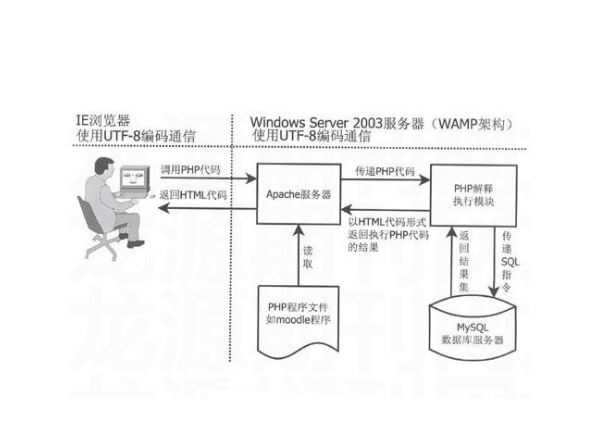 IE浏览器
使用UTF-8编码通信
Windows Server 2003服务器（WAMP架构）
使用UTF-8编码通信
调用PHP代码
返回HTML代码
Apache服务器
传递PHP代码
以HTML代码形式
返回执行PHP代码
的结果
PHP解释
执行模块
读取
返回结果集
传递SQL指令
PHP程序文件
如moodle程序
MySQL
数据库服务器